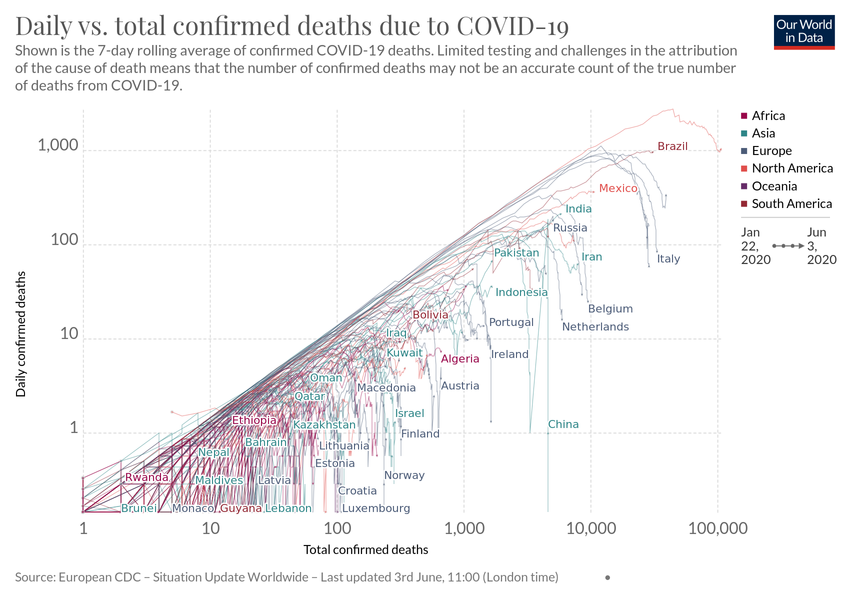 Daily vs. total confirmed deaths due to COVID-19
Our World
in Data
Shown is the 7-day rolling average of confirmed COVID-19 deaths. Limited testing and challenges in the attribution
of the cause of death means that the number of confirmed deaths may not be an accurate count of the true number
of deaths from COVID-19.
Africa
Asia
Europe
North America
Oceania
South America
Jan
22,
2020
Jun
3,
2020
Daily confirmed deaths
1,000
100
10
1
Brazil
Mexico
India
Russia
Pakistan
Iran
Italy
Indonesia
Belgium
Bolivia
Portugal
Netherlands
Iraq
Kuwait
Algeria
Ireland
Oman
Macedonia
Austria
Qatar
Israel
Ethiopia
Kazakhstan
China
Finland
Bahrain
Lithuania
Nepal
Estonia
Rwanda
Maldives
Latvia
Norway
Croatia
Brunei
Monaco
Guyana
Lebanon
Luxembourg
1
10
100
1,000
10,000
100,000
Total confirmed deaths
Source: European CDC – Situation Update Worldwide – Last updated 3rd June, 11:00 (London time)